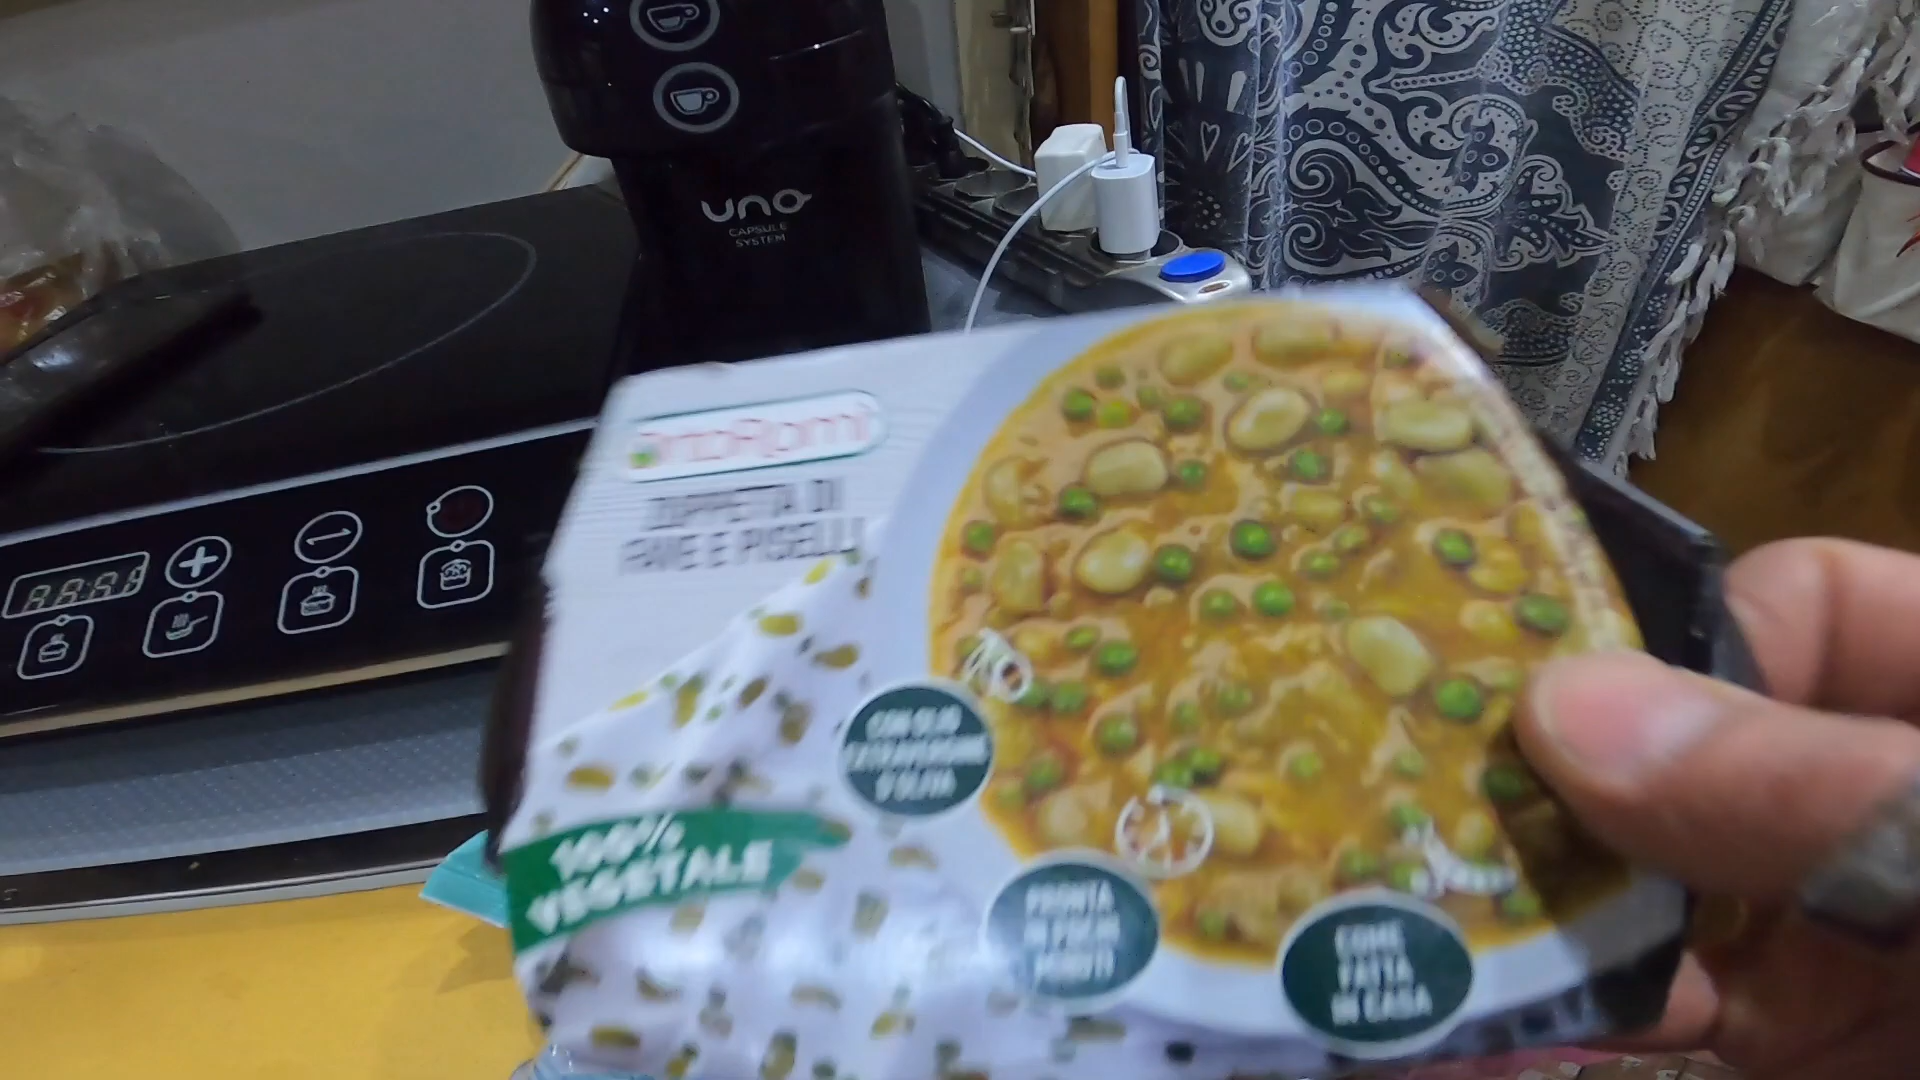 UNO
CAPSULE
SYSTEM
OrtoRomi
ZUPPETTA DI
FAVE E PISELLI
CON OLIO
EXTRAVERGINE
D'OLIVA
100%
VEGETALE
PRONTA
IN POCHI
MINUTI
COME
FATTA
IN CASA